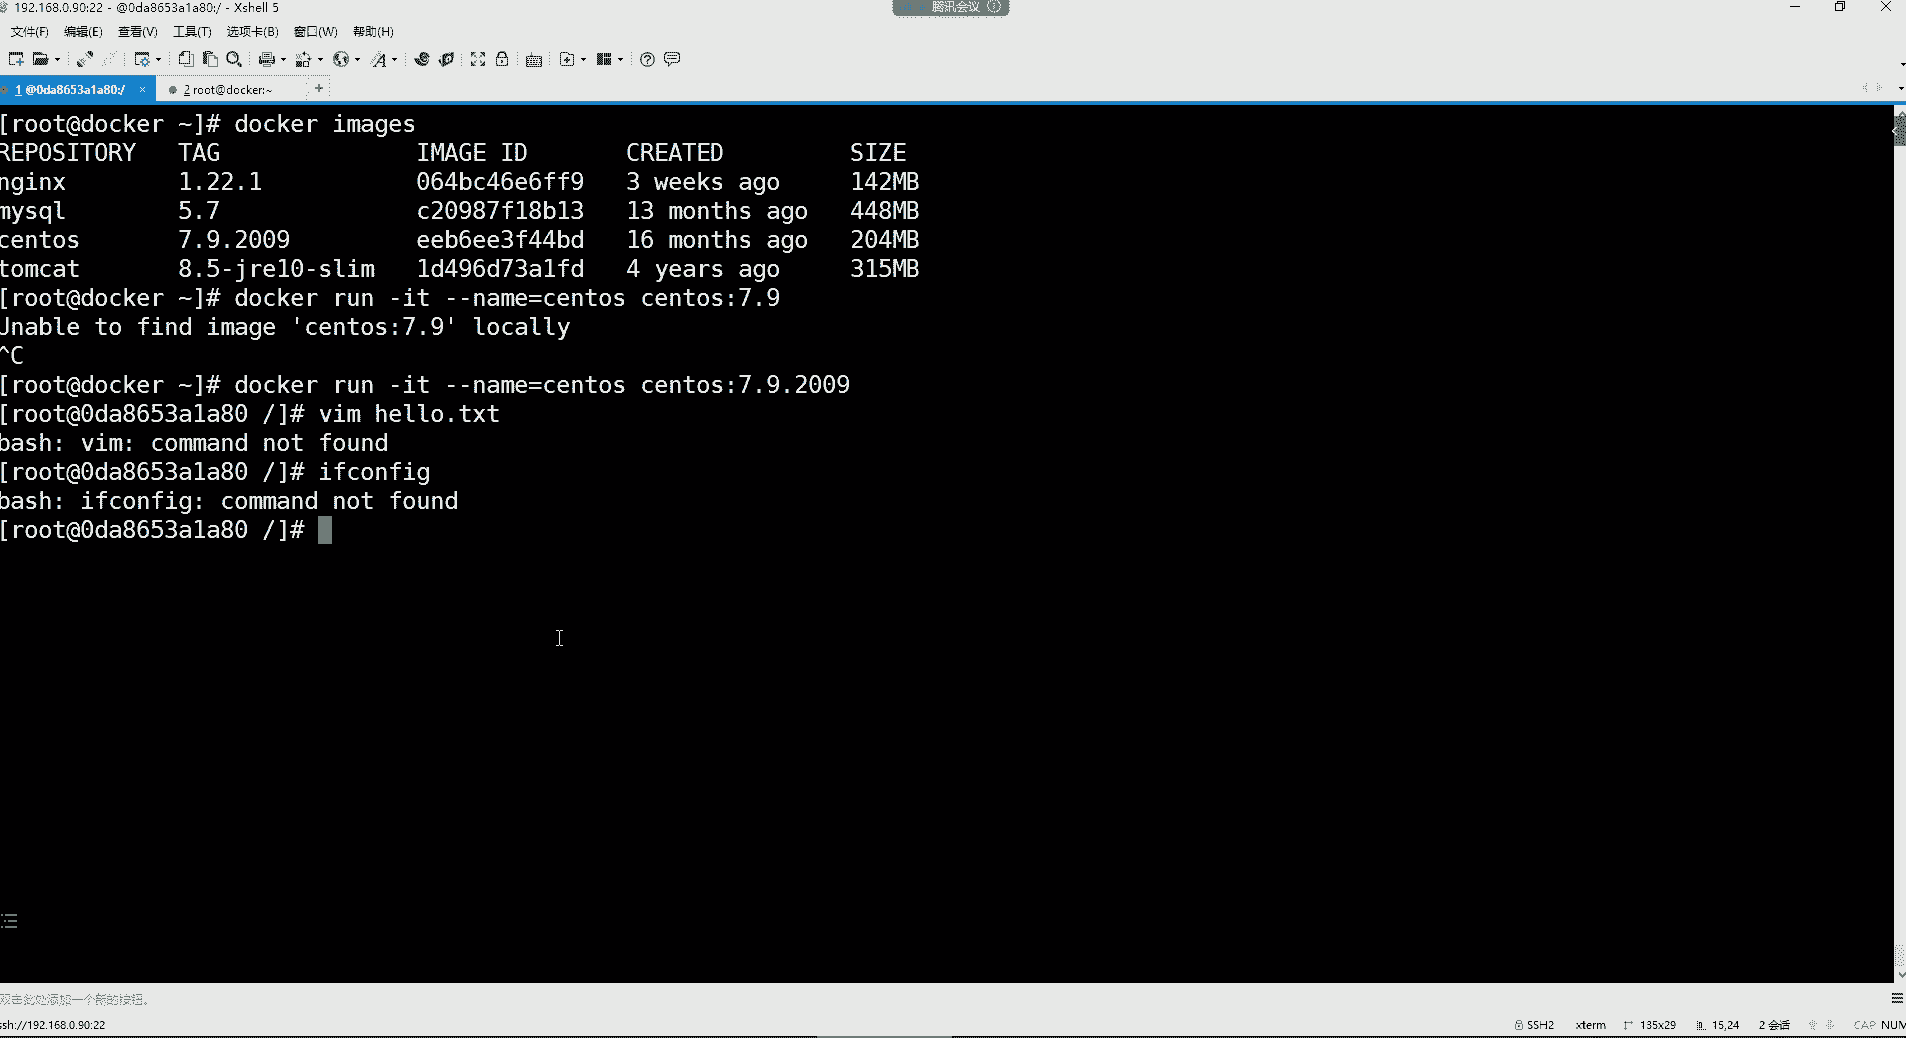 192.168.0.90:22 - @0da8653a1a80:/ - Xshell 5
腾讯会议
文件(F) 编辑(E) 查看(V) 工具(T) 选项卡(B) 窗口(W) 帮助(H)
1 @0da8653a1a80:/ × 2 root@docker:~ +
[root@docker ~]# docker images
REPOSITORY TAG IMAGE ID CREATED SIZE
nginx 1.22.1 064bc46e6ff9 3 weeks ago 142MB
mysql 5.7 c20987f18b13 13 months ago 448MB
centos 7.9.2009 eeb6ee3f44bd 16 months ago 204MB
tomcat 8.5-jre10-slim 1d496d73a1fd 4 years ago 315MB
[root@docker ~]# docker run -it --name=centos centos:7.9
Unable to find image 'centos:7.9' locally
^C
[root@docker ~]# docker run -it --name=centos centos:7.9.2009
[root@0da8653a1a80 /]# vim hello.txt
bash: vim: command not found
[root@0da8653a1a80 /]# ifconfig
bash: ifconfig: command not found
[root@0da8653a1a80 /]#
双击此处添加一个新的按钮。
ssh://192.168.0.90:22 SSH2 xterm 135x29 15,24 2 会话 CAP NUM